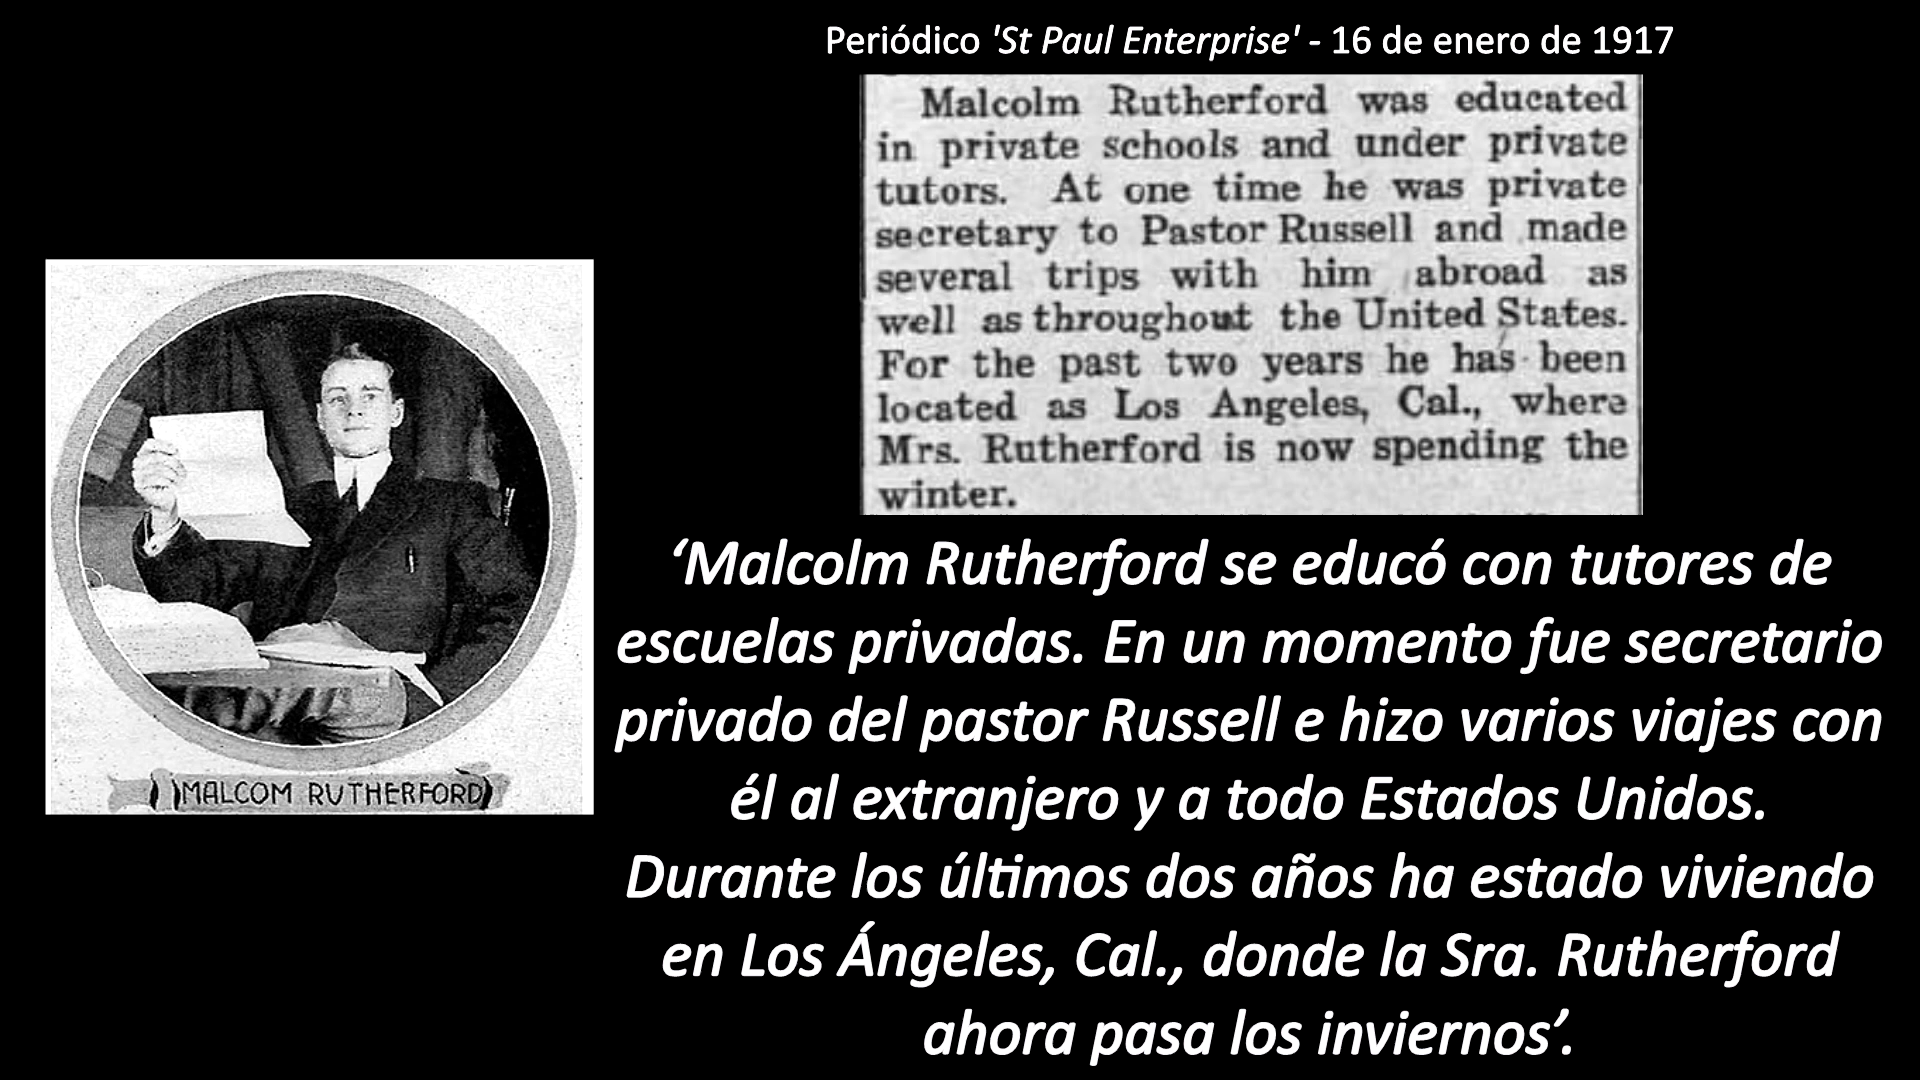 Periódico 'St Paul Enterprise' - 16 de enero de 1917
Malcolm Rutherford was educated
in private schools and under private
tutors. At one time he was private
secretary to Pastor Russell and made
several trips with him abroad as
well as throughout the United States.
For the past two years he has been
located as Los Angeles, Cal., where
Mrs. Rutherford is now spending the
winter.
MALCOM RUTHERFORD
‘Malcolm Rutherford se educó con tutores de
escuelas privadas. En un momento fue secretario
privado del pastor Russell e hizo varios viajes con
él al extranjero y a todo Estados Unidos.
Durante los últimos dos años ha estado viviendo
en Los Ángeles, Cal., donde la Sra. Rutherford
ahora pasa los inviernos’.